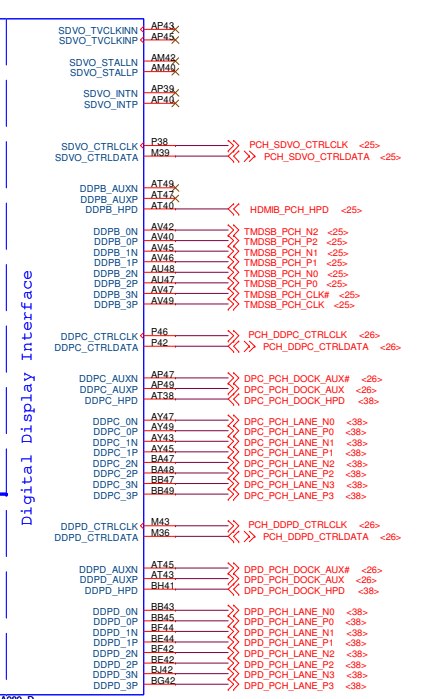 SDVO_TVCLKINN AP43
SDVO_TVCLKINP AP45
SDVO_STALLN AM42
SDVO_STALLP AM40
SDVO_INTN AP39
SDVO_INTP AP40
SDVO_CTRLCLK P38 PCH_SDVO_CTRLCLK <25>
SDVO_CTRLDATA M39 PCH_SDVO_CTRLDATA <25>
DDPB_AUXN AT49
DDPB_AUXP AT47
DDPB_HPD AT40 HDMIB_PCH_HPD <25>
DDPB_0N AV42 TMDSB_PCH_N2 <25>
DDPB_0P AV40 TMDSB_PCH_P2 <25>
DDPB_1N AV45 TMDSB_PCH_N1 <25>
DDPB_1P AV46 TMDSB_PCH_P1 <25>
DDPB_2N AU48 TMDSB_PCH_N0 <25>
DDPB_2P AU47 TMDSB_PCH_P0 <25>
DDPB_3N AV47 TMDSB_PCH_CLK# <25>
DDPB_3P AV49 TMDSB_PCH_CLK <25>
Digital Display Interface
DDPC_CTRLCLK P46 PCH_DDPC_CTRLCLK <26>
DDPC_CTRLDATA P42 PCH_DDPC_CTRLDATA <26>
DDPC_AUXN AP47 DPC_PCH_DOCK_AUX# <26>
DDPC_AUXP AP49 DPC_PCH_DOCK_AUX <26>
DDPC_HPD AT38 DPC_PCH_DOCK_HPD <38>
DDPC_0N AY47 DPC_PCH_LANE_N0 <38>
DDPC_0P AY49 DPC_PCH_LANE_P0 <38>
DDPC_1N AY43 DPC_PCH_LANE_N1 <38>
DDPC_1P AY45 DPC_PCH_LANE_P1 <38>
DDPC_2N BA47 DPC_PCH_LANE_N2 <38>
DDPC_2P BA48 DPC_PCH_LANE_P2 <38>
DDPC_3N BB47 DPC_PCH_LANE_N3 <38>
DDPC_3P BB49 DPC_PCH_LANE_P3 <38>
DDPD_CTRLCLK M43 PCH_DDPD_CTRLCLK <26>
DDPD_CTRLDATA M36 PCH_DDPD_CTRLDATA <26>
DDPD_AUXN AT45 DPD_PCH_DOCK_AUX# <26>
DDPD_AUXP AT43 DPD_PCH_DOCK_AUX <26>
DDPD_HPD BH41 DPD_PCH_DOCK_HPD <38>
DDPD_0N BB43 DPD_PCH_LANE_N0 <38>
DDPD_0P BB45 DPD_PCH_LANE_P0 <38>
DDPD_1N BF44 DPD_PCH_LANE_N1 <38>
DDPD_1P BE44 DPD_PCH_LANE_P1 <38>
DDPD_2N BF42 DPD_PCH_LANE_N2 <38>
DDPD_2P BE42 DPD_PCH_LANE_P2 <38>
DDPD_3N BJ42 DPD_PCH_LANE_N3 <38>
DDPD_3P BG42 DPD_PCH_LANE_P3 <38>